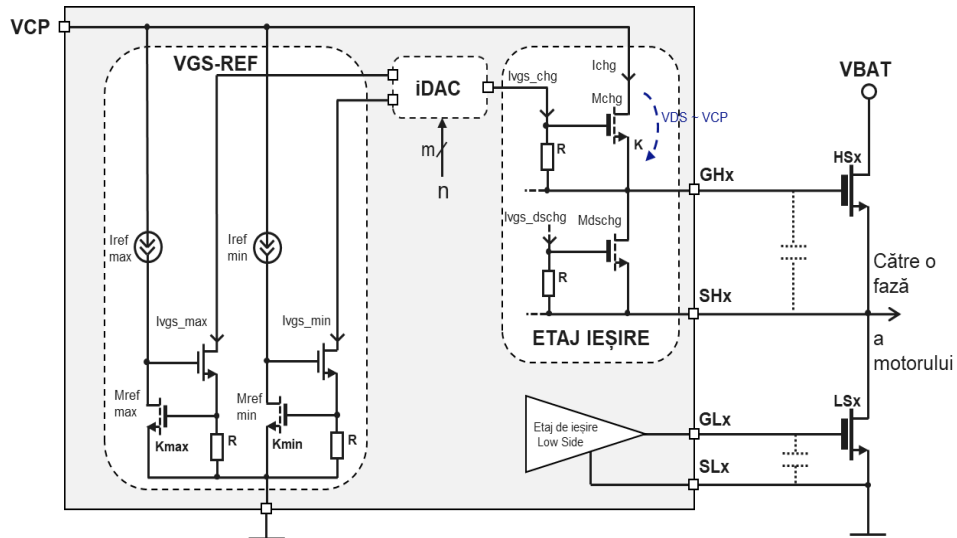 VCP
VGS-REF
iDAC
m
n
Ivgs_chg
Ichg
Mchg
VDS ~ VCP
K
R
VBAT
HSx
GHx
Ivgs_dschg
Mdschg
R
SHx
ETAJ IEȘIRE
Către o
fază
a
motorului
Iref
max
Iref
min
Ivgs_max
Ivgs_min
Mref
max
Kmax
R
Mref
min
Kmin
R
Etaj de ieșire
Low Side
GLx
SLx
LSx